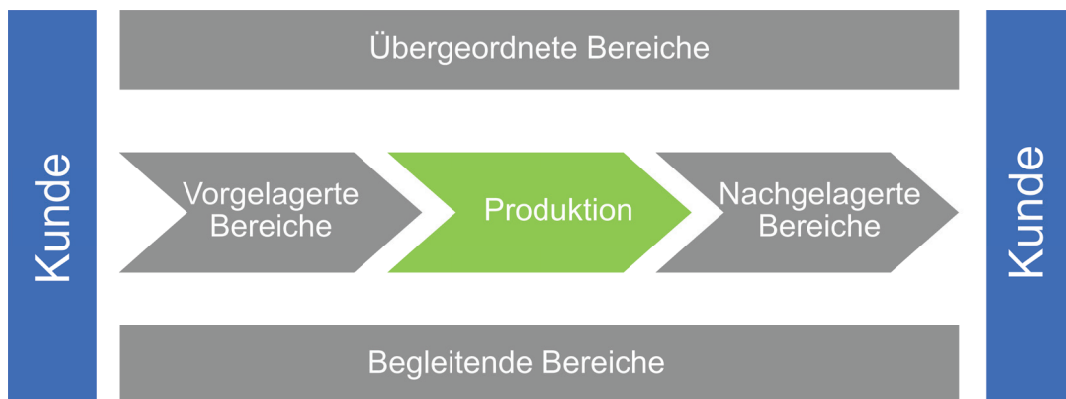 Kunde
Übergeordnete Bereiche
Vorgelagerte
Bereiche
Produktion
Nachgelagerte
Bereiche
Begleitende Bereiche
Kunde